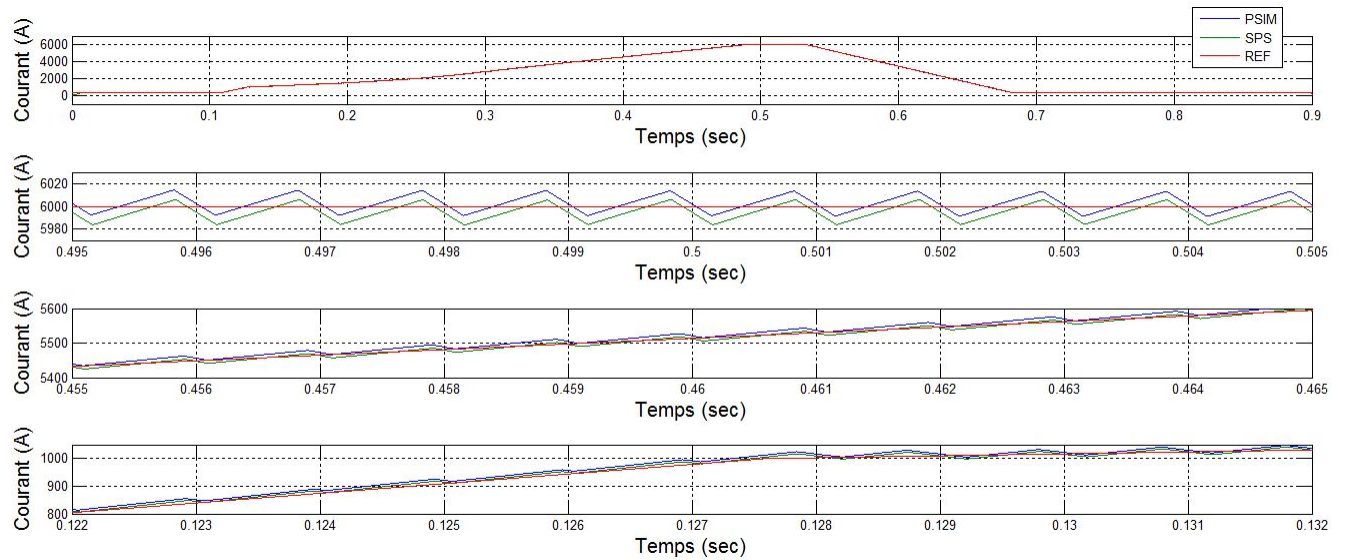 PSIM
SPS
REF
Courant (A)
6000
4000
2000
0
0 0.1 0.2 0.3 0.4 0.5 0.6 0.7 0.8 0.9
Temps (sec)
Courant (A)
6020
6000
5980
0.495 0.496 0.497 0.498 0.499 0.5 0.501 0.502 0.503 0.504 0.505
Temps (sec)
Courant (A)
5600
5500
5400
0.455 0.456 0.457 0.458 0.459 0.46 0.461 0.462 0.463 0.464 0.465
Temps (sec)
Courant (A)
1000
900
800
0.122 0.123 0.124 0.125 0.126 0.127 0.128 0.129 0.13 0.131 0.132
Temps (sec)